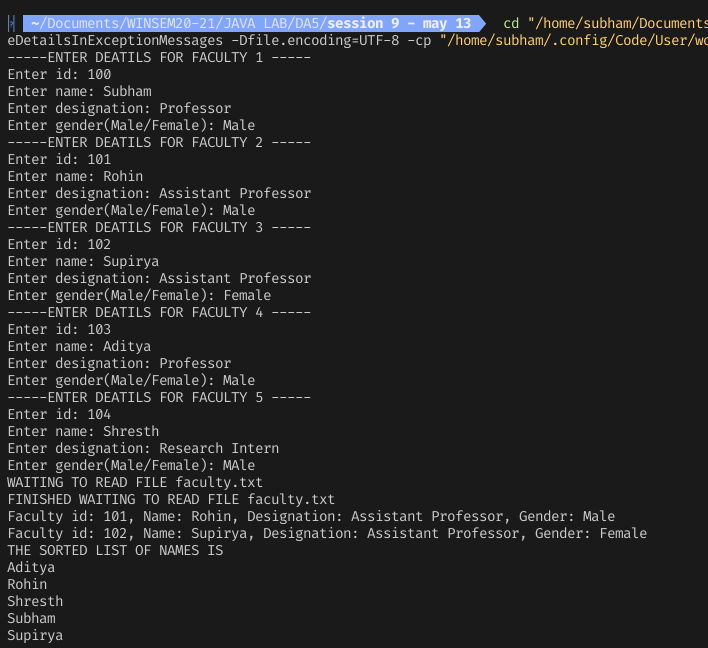 ~/Documents/WINSEM20-21/JAVA LAB/DA5/session 9 - may 13 cd "/home/subham/Documents
eDetailsInExceptionMessages -Dfile.encoding=UTF-8 -cp "/home/subham/.config/Code/User/wo
-----ENTER DEATILS FOR FACULTY 1 -----
Enter id: 100
Enter name: Subham
Enter designation: Professor
Enter gender(Male/Female): Male
-----ENTER DEATILS FOR FACULTY 2 -----
Enter id: 101
Enter name: Rohin
Enter designation: Assistant Professor
Enter gender(Male/Female): Male
-----ENTER DEATILS FOR FACULTY 3 -----
Enter id: 102
Enter name: Supirya
Enter designation: Assistant Professor
Enter gender(Male/Female): Female
-----ENTER DEATILS FOR FACULTY 4 -----
Enter id: 103
Enter name: Aditya
Enter designation: Professor
Enter gender(Male/Female): Male
-----ENTER DEATILS FOR FACULTY 5 -----
Enter id: 104
Enter name: Shresth
Enter designation: Research Intern
Enter gender(Male/Female): MAle
WAITING TO READ FILE faculty.txt
FINISHED WAITING TO READ FILE faculty.txt
Faculty id: 101, Name: Rohin, Designation: Assistant Professor, Gender: Male
Faculty id: 102, Name: Supirya, Designation: Assistant Professor, Gender: Female
THE SORTED LIST OF NAMES IS
Aditya
Rohin
Shresth
Subham
Supirya